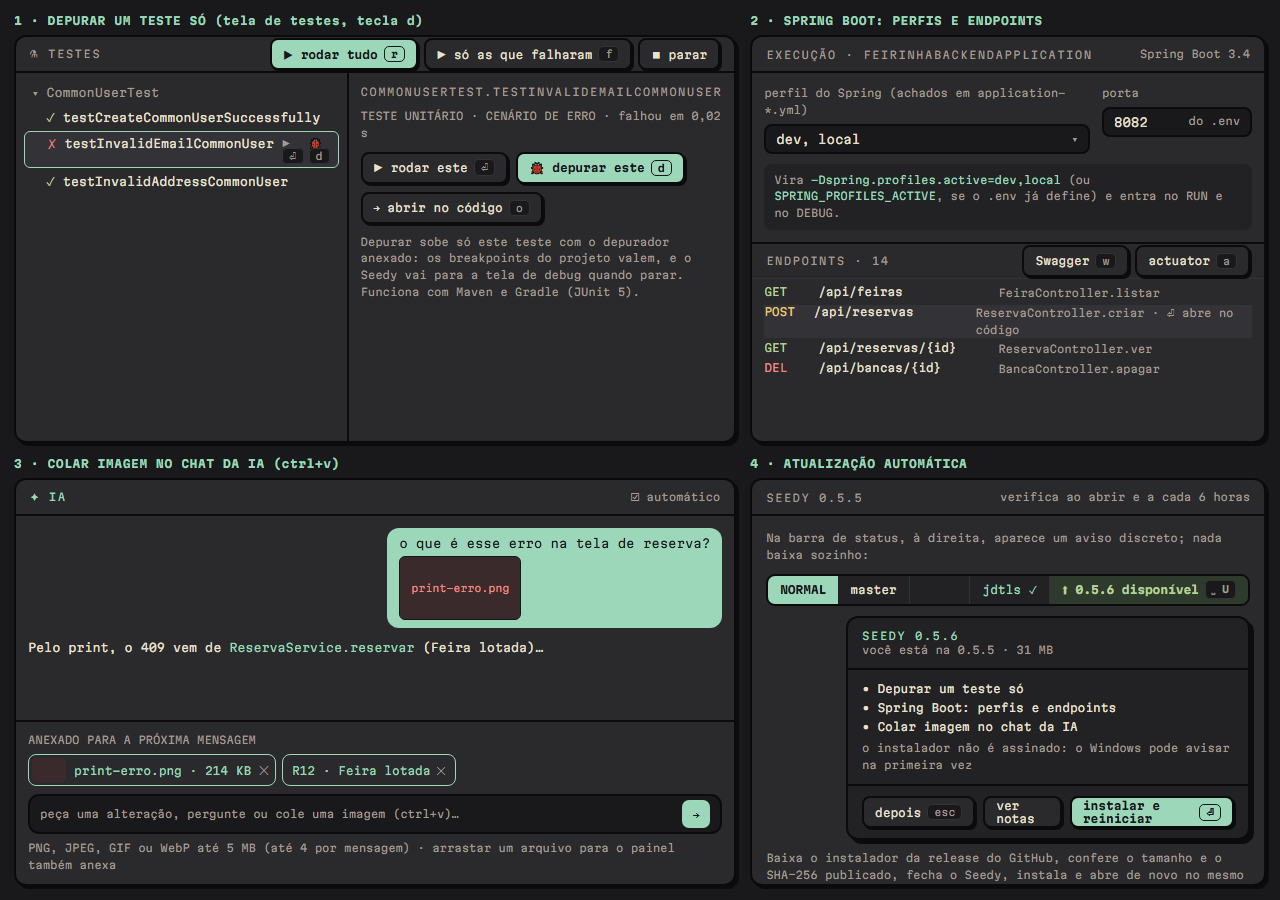 1 · DEPURAR UM TESTE SÓ (tela de testes, tecla d)
⚗ TESTES
▶ rodar tudo r
▶ só as que falharam f
■ parar
▾ CommonUserTest
✓ testCreateCommonUserSuccessfully
✗ testInvalidEmailCommonUser ▶ ⏎ 🐞 d
✓ testInvalidAddressCommonUser
COMMONUSERTEST.TESTINVALIDEMAILCOMMONUSER
TESTE UNITÁRIO · CENÁRIO DE ERRO · falhou em 0,02
s
▶ rodar este ⏎
🐞 depurar este d
→ abrir no código o
Depurar sobe só este teste com o depurador
anexado: os breakpoints do projeto valem, e o
Seedy vai para a tela de debug quando parar.
Funciona com Maven e Gradle (JUnit 5).
2 · SPRING BOOT: PERFIS E ENDPOINTS
EXECUÇÃO · FEIRINHABACKENDAPPLICATION
Spring Boot 3.4
perfil do Spring (achados em application-
*.yml)
dev, local ▾
porta
8082 do .env
Vira -Dspring.profiles.active=dev,local (ou
SPRING_PROFILES_ACTIVE, se o .env já define) e entra no RUN e
no DEBUG.
ENDPOINTS · 14
Swagger w
actuator a
GET /api/feiras FeiraController.listar
POST /api/reservas ReservaController.criar · ⏎ abre no
código
GET /api/reservas/{id} ReservaController.ver
DEL /api/bancas/{id} BancaController.apagar
3 · COLAR IMAGEM NO CHAT DA IA (ctrl+v)
✦ IA
☑ automático
o que é esse erro na tela de reserva?
print-erro.png
Pelo print, o 409 vem de ReservaService.reservar (Feira lotada)…
ANEXADO PARA A PRÓXIMA MENSAGEM
print-erro.png · 214 KB ×
R12 · Feira lotada ×
peça uma alteração, pergunte ou cole uma imagem (ctrl+v)…
→
PNG, JPEG, GIF ou WebP até 5 MB (até 4 por mensagem) · arrastar um arquivo para o painel
também anexa
4 · ATUALIZAÇÃO AUTOMÁTICA
SEEDY 0.5.5
verifica ao abrir e a cada 6 horas
Na barra de status, à direita, aparece um aviso discreto; nada
baixa sozinho:
NORMAL master jdtls ✓ ⬆ 0.5.6 disponível ␣ U
SEEDY 0.5.6
você está na 0.5.5 · 31 MB
• Depurar um teste só
• Spring Boot: perfis e endpoints
• Colar imagem no chat da IA
o instalador não é assinado: o Windows pode avisar
na primeira vez
depois esc
ver
notas
instalar e
reiniciar ⏎
Baixa o instalador da release do GitHub, confere o tamanho e o
SHA-256 publicado, fecha o Seedy, instala e abre de novo no mesmo